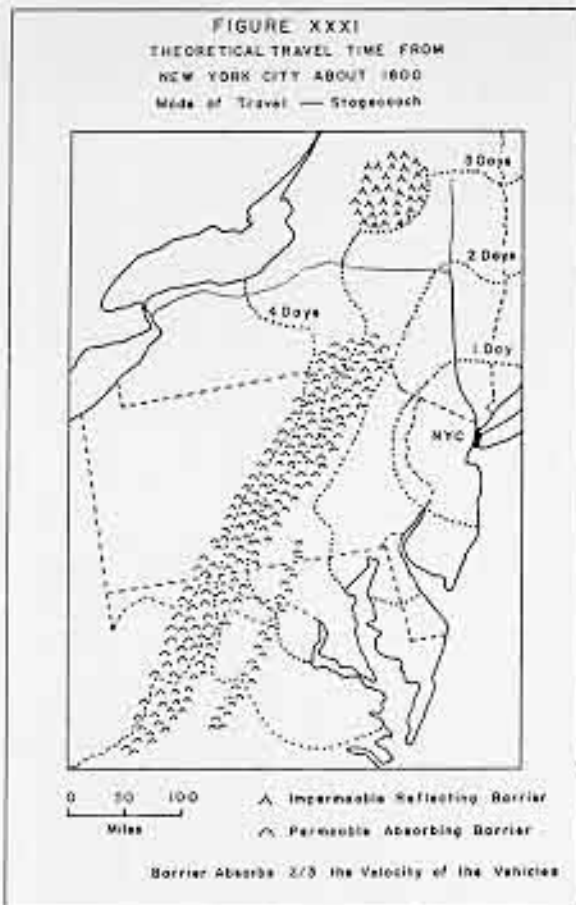 FIGURE XXXI
THEORETICAL TRAVEL TIME FROM
NEW YORK CITY ABOUT 1800
Mode of Travel — Stagecoach
3 Days
2 Days
4 Days
1 Day
NYC
0 50 100
Miles
Impermeable Reflecting Barrier
Permeable Absorbing Barrier
Barrier Absorbs 2/3 the Velocity of the Vehicles